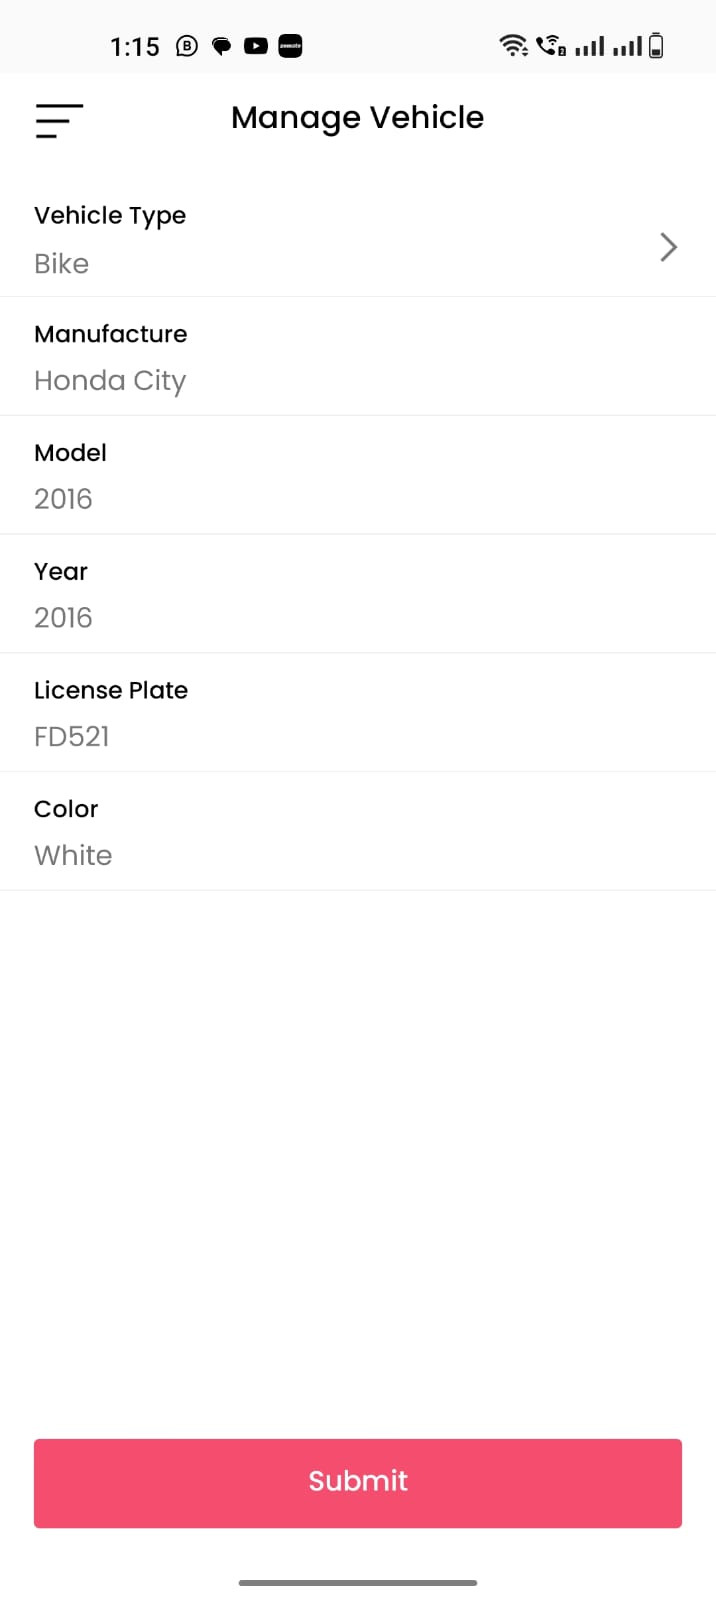 1:15
Manage Vehicle
Vehicle Type
Bike
Manufacture
Honda City
Model
2016
Year
2016
License Plate
FD521
Color
White
Submit